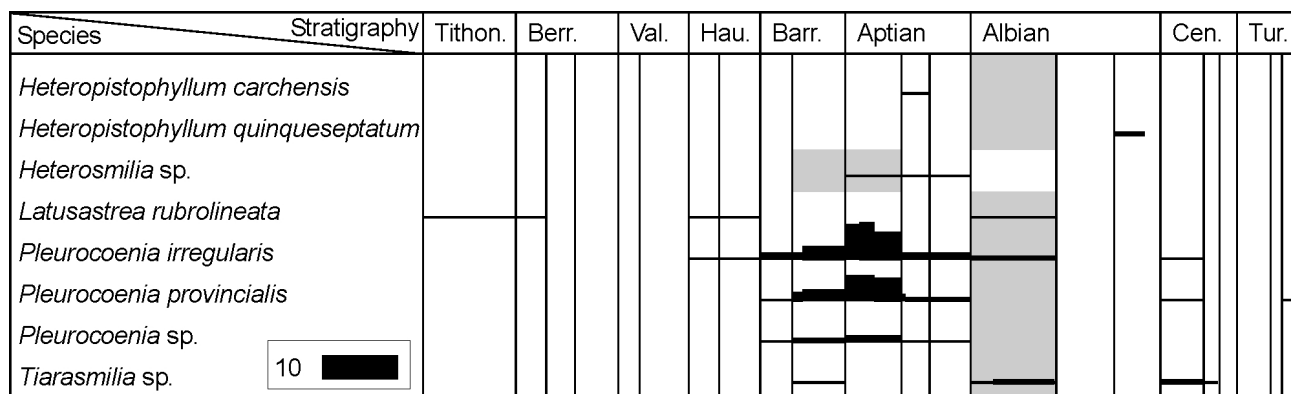 Species Stratigraphy Tithon. Berr. Val. Hau. Barr. Aptian Albian Cen. Tur.
Heteropistophyllum carchensis
Heteropistophyllum quinqueseptatum
Heterosmilia sp.
Latusastrea rubrolineata
Pleurocoenia irregularis
Pleurocoenia provincialis
Pleurocoenia sp.
Tiarasmilia sp. 10